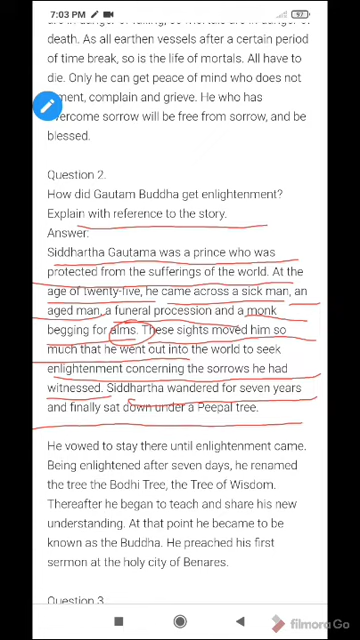 7:03 PM
97
death. As all earthen vessels after a certain period
of time break, so is the life of mortals. All have to
die. Only he can get peace of mind who does not
ment, complain and grieve. He who has
vercome sorrow will be free from sorrow, and be
blessed.
Question 2.
How did Gautam Buddha get enlightenment?
Explain with reference to the story.
Answer:
Siddhartha Gautama was a prince who was
protected from the sufferings of the world. At the
age of twenty-five, he came across a sick man, an
aged man, a funeral procession and a monk
begging for alms. These sights moved him so
much that he went out into the world to seek
enlightenment concerning the sorrows he had
witnessed. Siddhartha wandered for seven years
and finally sat down under a Peepal tree.
He vowed to stay there until enlightenment came.
Being enlightened after seven days, he renamed
the tree the Bodhi Tree, the Tree of Wisdom.
Thereafter he began to teach and share his new
understanding. At that point he became to be
known as the Buddha. He preached his first
sermon at the holy city of Benares.
Question 3
filmora Go